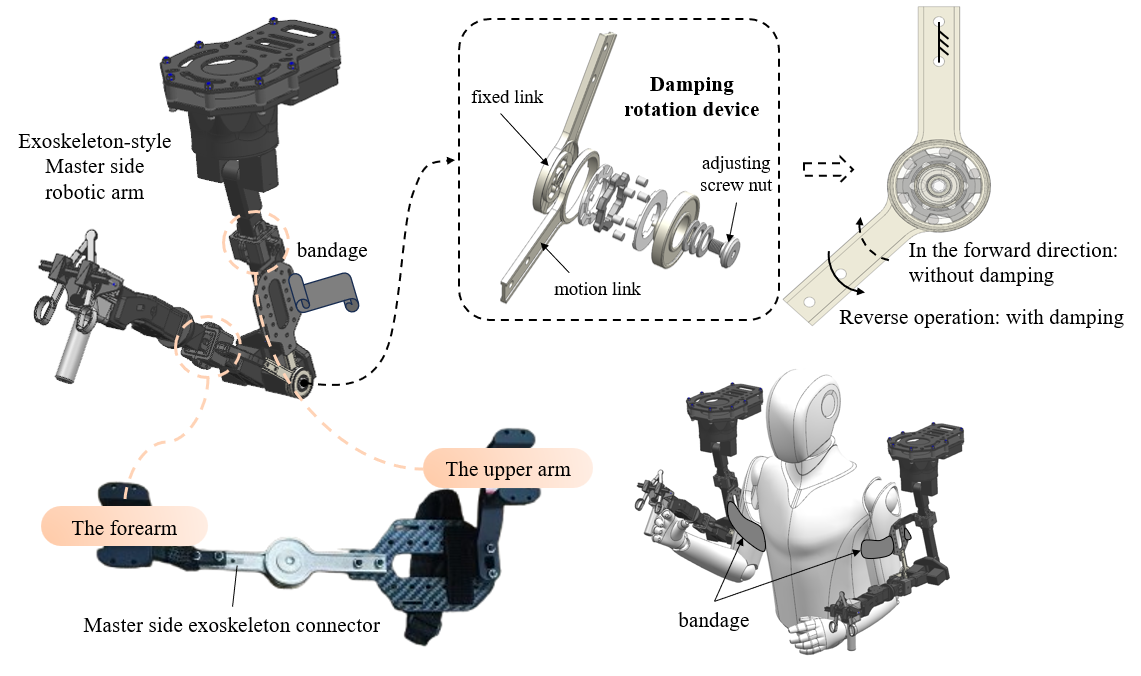 Exoskeleton-style
Master side
robotic arm
bandage
fixed link
Damping
rotation device
adjusting
screw nut
motion link
In the forward direction:
without damping
Reverse operation: with damping
The upper arm
The forearm
Master side exoskeleton connector
bandage